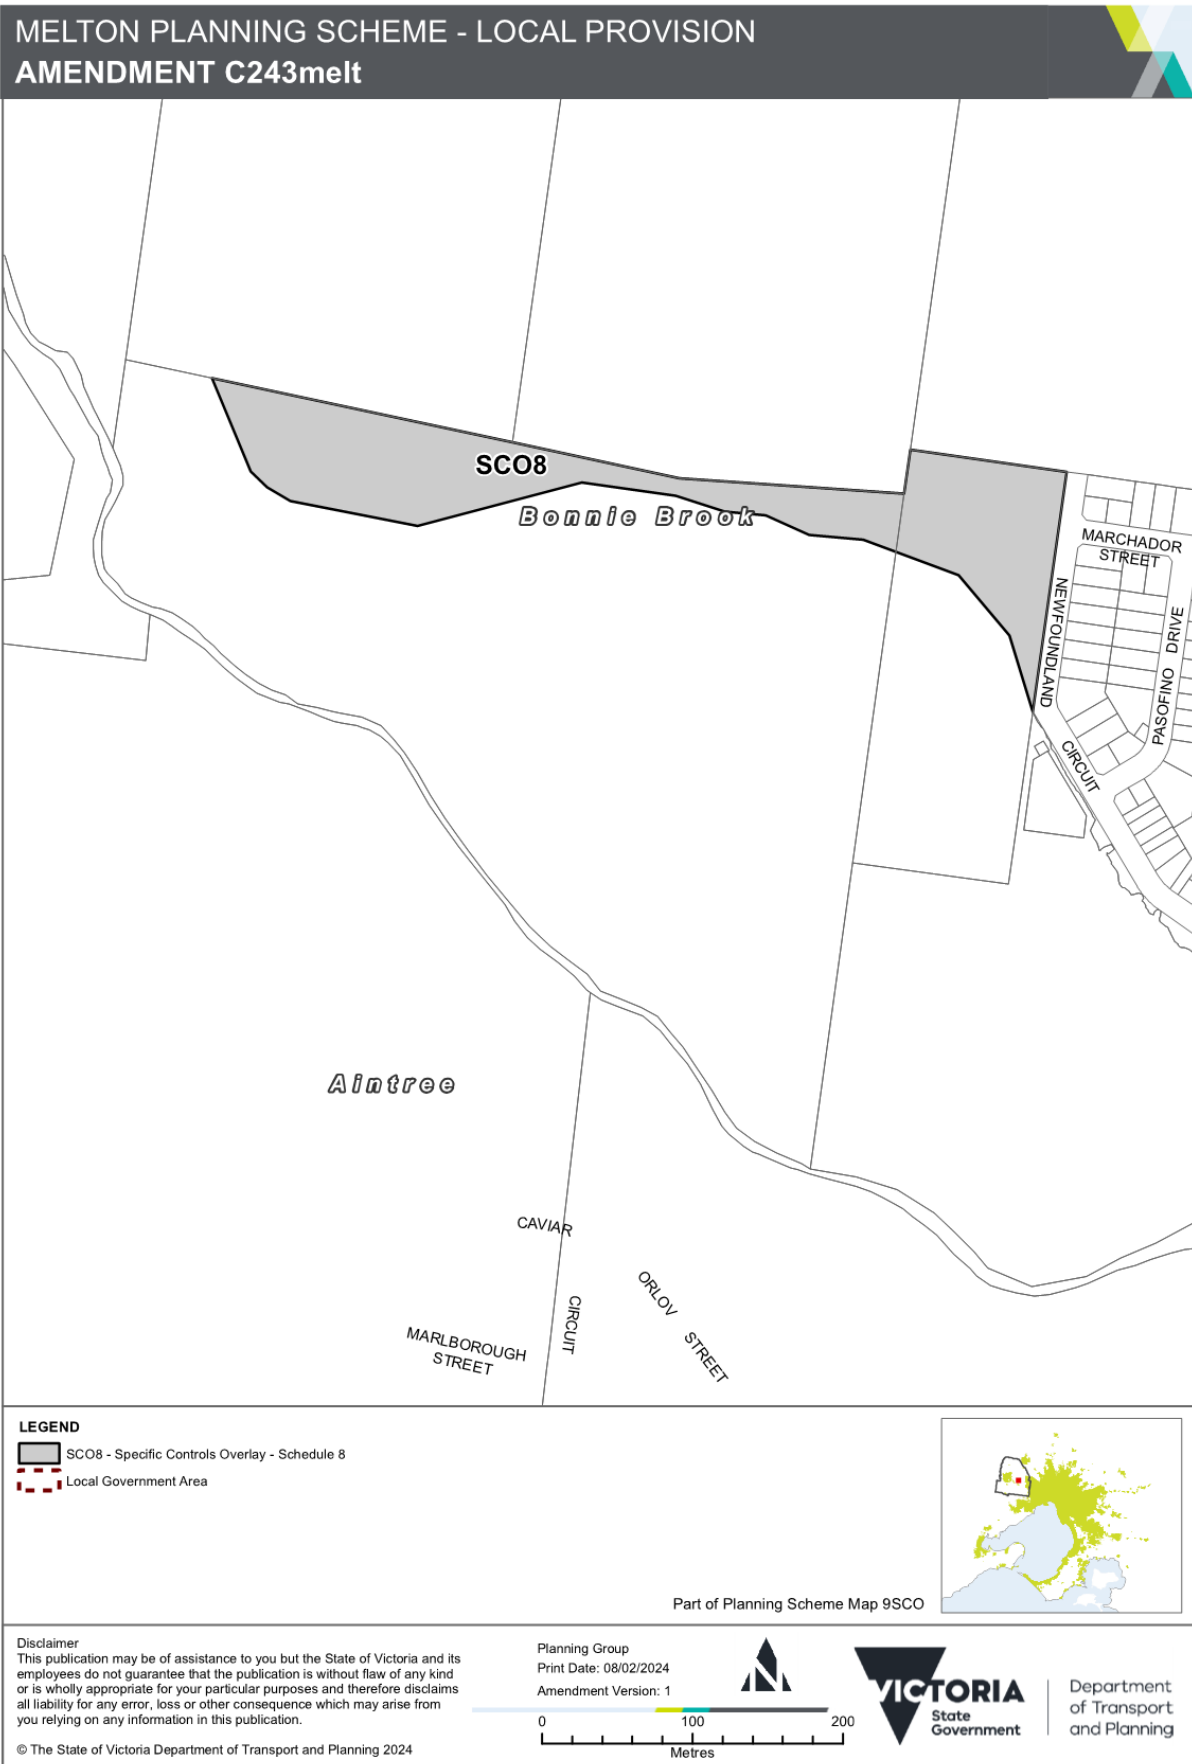 MELTON PLANNING SCHEME - LOCAL PROVISION
AMENDMENT C243melt
SCO8
Bonnie Brook
MARCHADOR
STREET
NEWFOUNDLAND
PASOFINO DRIVE
CIRCUIT
Aintree
CAVIAR
CIRCUIT
ORLOV STREET
MARLBOROUGH
STREET
LEGEND
SCO8 - Specific Controls Overlay - Schedule 8
Local Government Area
Part of Planning Scheme Map 9SCO
Disclaimer
This publication may be of assistance to you but the State of Victoria and its
employees do not guarantee that the publication is without flaw of any kind
or is wholly appropriate for your particular purposes and therefore disclaims
all liability for any error, loss or other consequence which may arise from
you relying on any information in this publication.
© The State of Victoria Department of Transport and Planning 2024
Planning Group
Print Date: 08/02/2024
Amendment Version: 1
N
0 100 200
Metres
VICTORIA
State
Government
Department
of Transport
and Planning